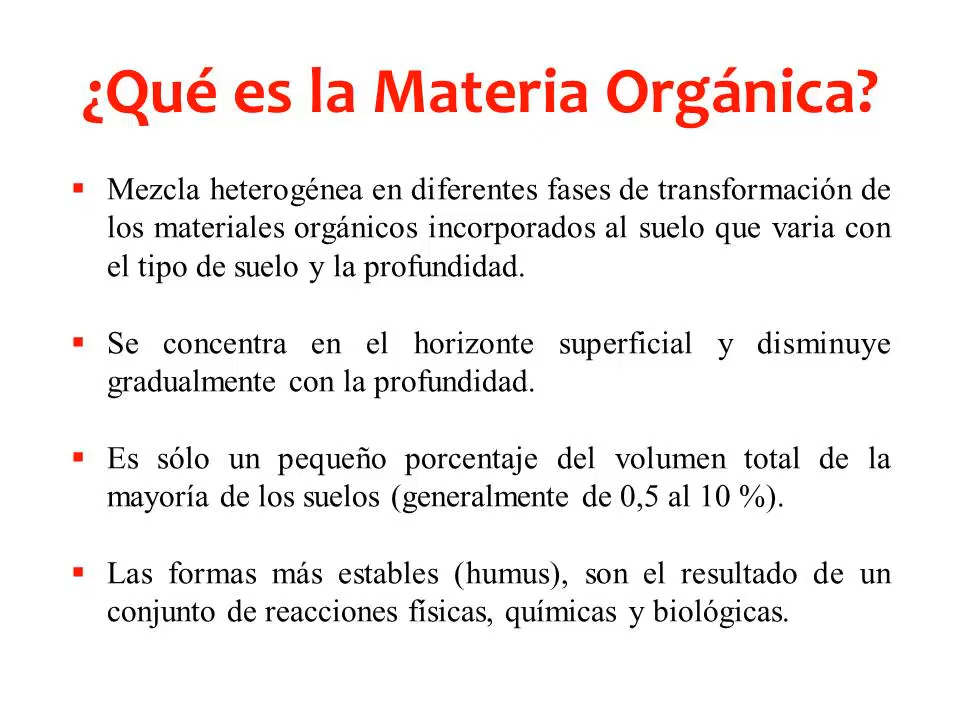 ¿Qué es la Materia Orgánica?
▪ Mezcla heterogénea en diferentes fases de transformación de
los materiales orgánicos incorporados al suelo que varia con
el tipo de suelo y la profundidad.
▪ Se concentra en el horizonte superficial y disminuye
gradualmente con la profundidad.
▪ Es sólo un pequeño porcentaje del volumen total de la
mayoría de los suelos (generalmente de 0,5 al 10 %).
▪ Las formas más estables (humus), son el resultado de un
conjunto de reacciones físicas, químicas y biológicas.